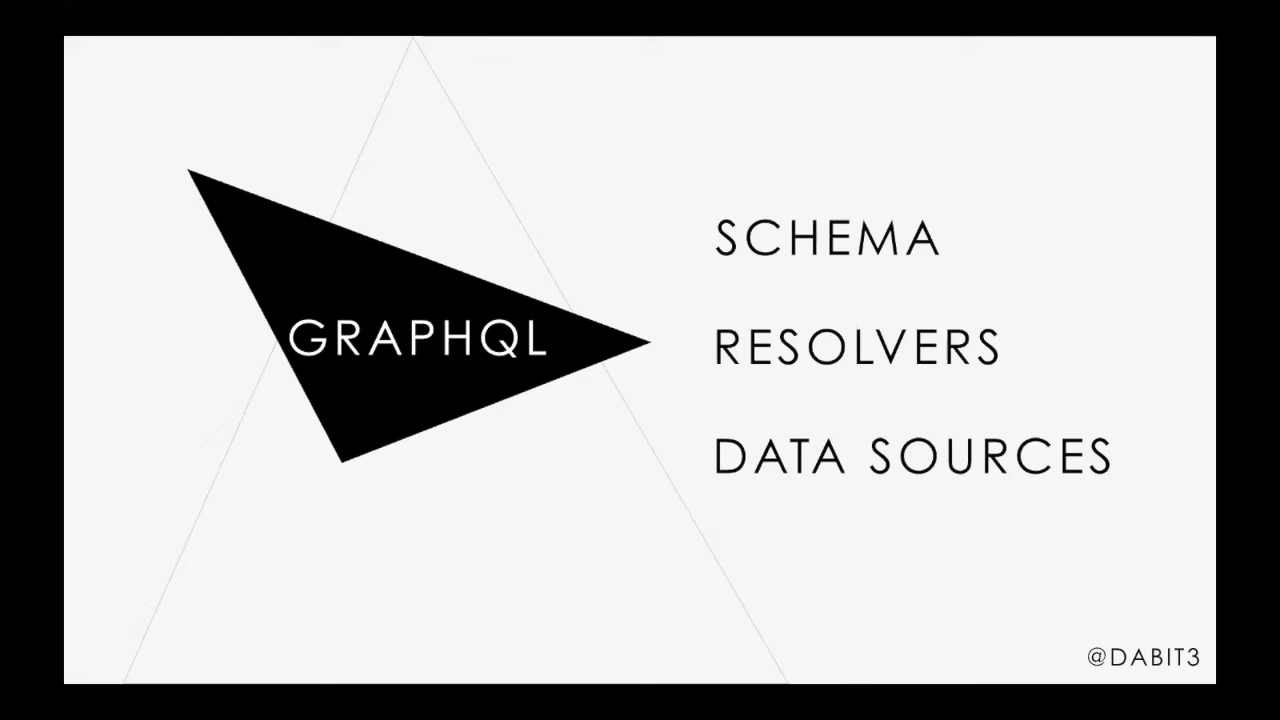 GRAPHQL
SCHEMA
RESOLVERS
DATA SOURCES
@DABIT3